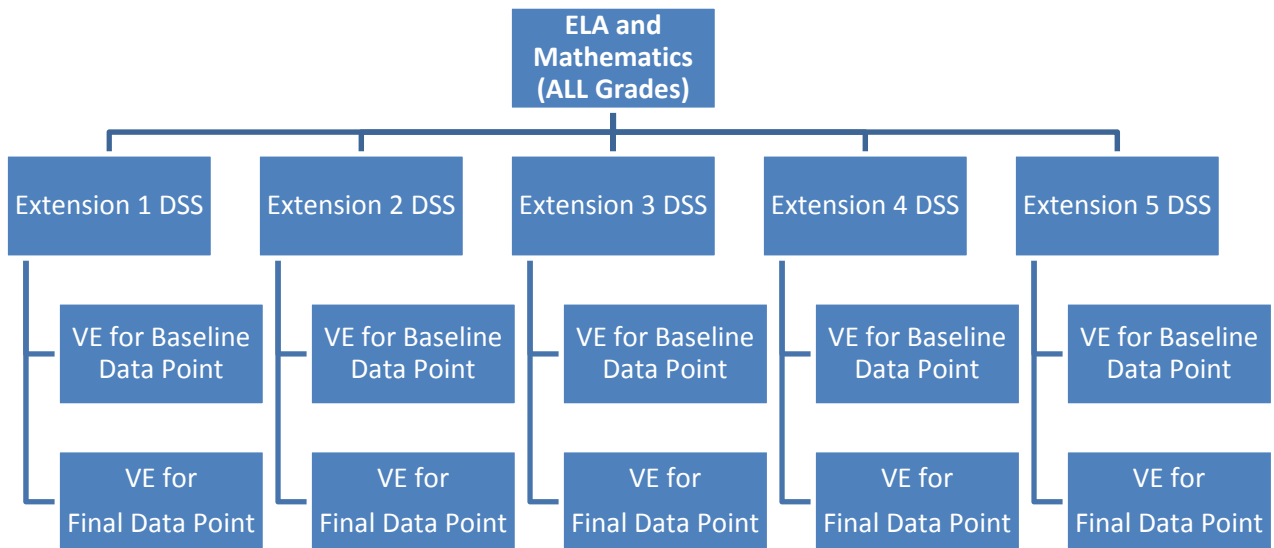 ELA and
Mathematics
(ALL Grades)
Extension 1 DSS
Extension 2 DSS
Extension 3 DSS
Extension 4 DSS
Extension 5 DSS
VE for Baseline
Data Point
VE for Baseline
Data Point
VE for Baseline
Data Point
VE for Baseline
Data Point
VE for Baseline
Data Point
VE for
Final Data Point
VE for
Final Data Point
VE for
Final Data Point
VE for
Final Data Point
VE for
Final Data Point